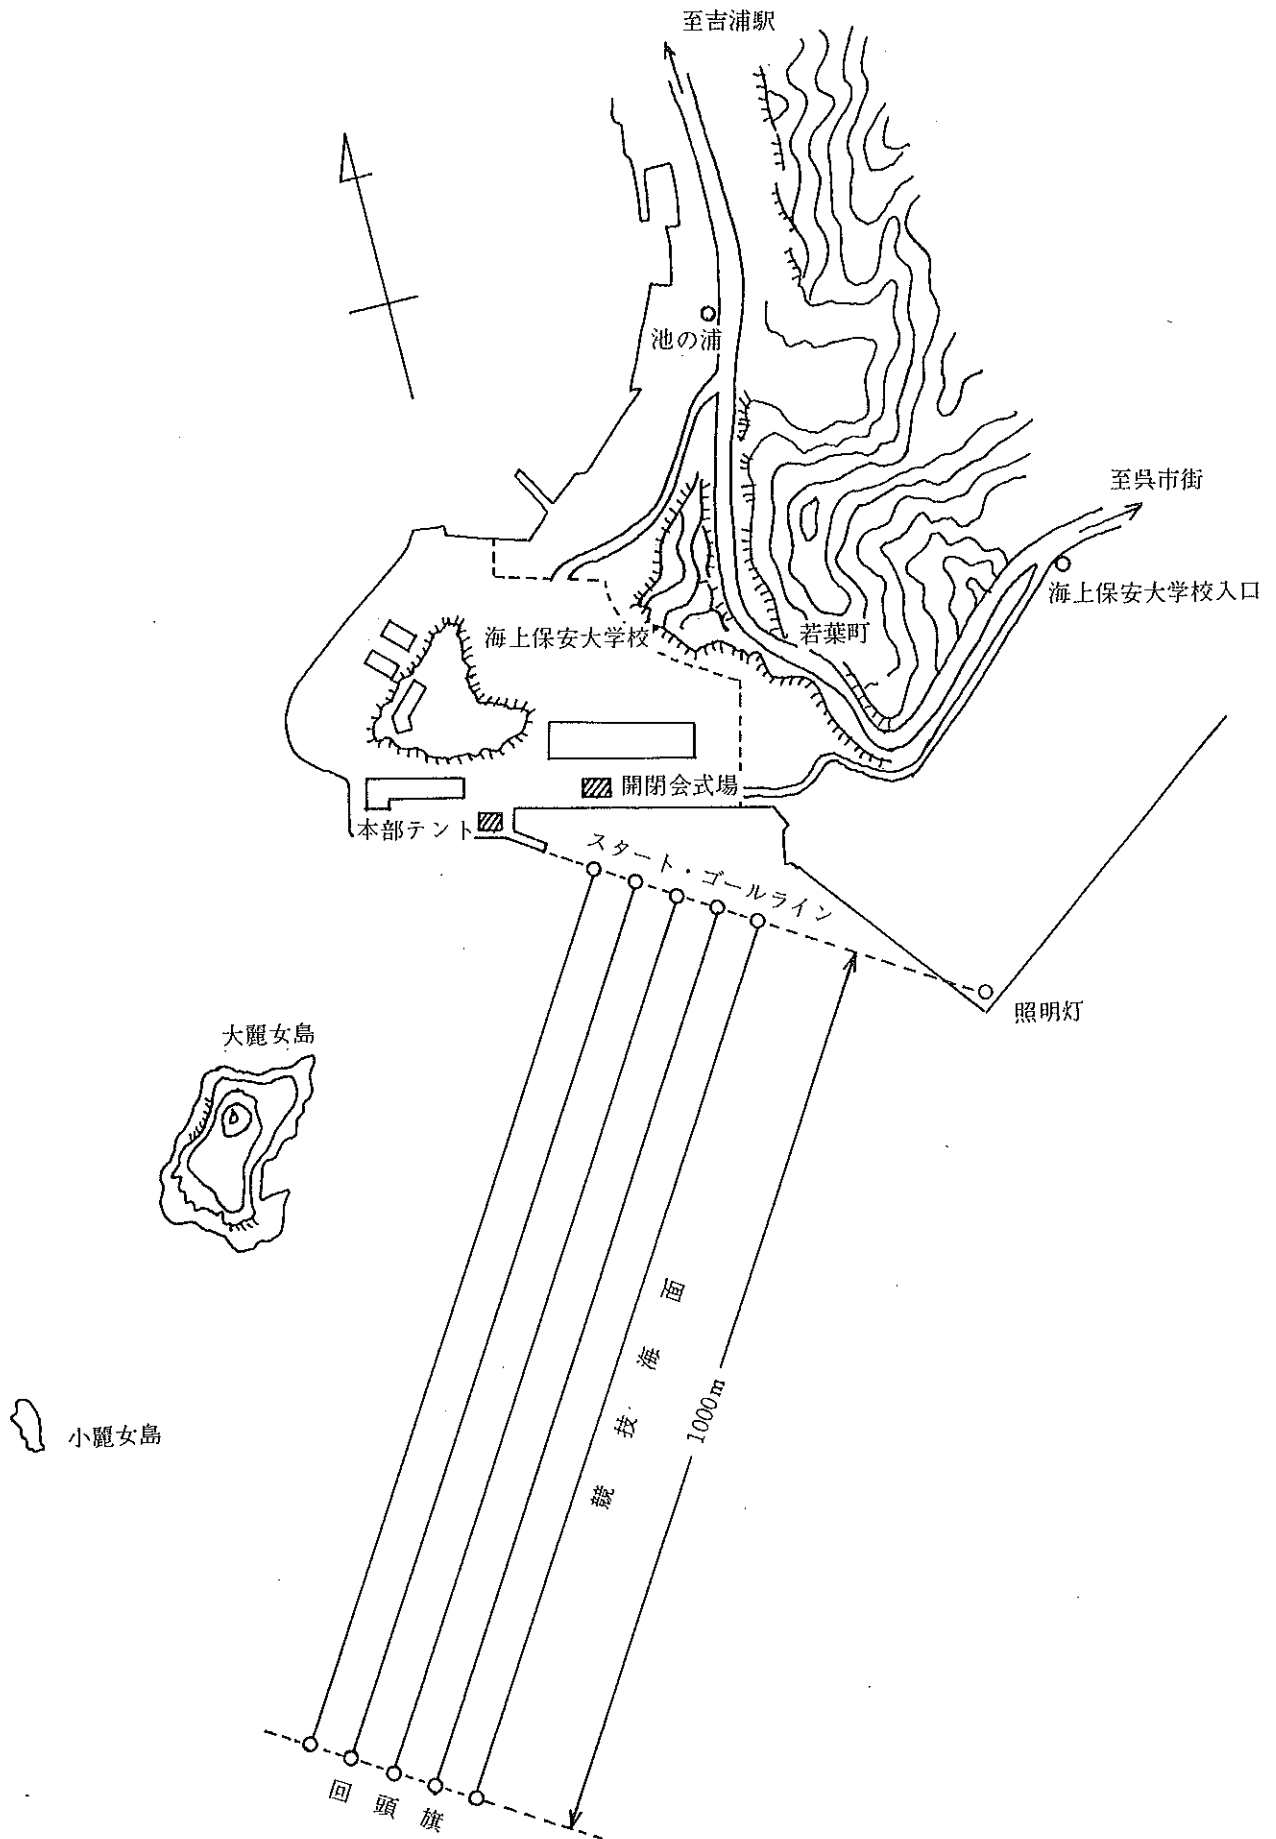 至吉浦駅
池の浦
至呉市街
海上保安大学校入口
海上保安大学校
若葉町
開閉会式場
本部テント
スタート・ゴールライン
照明灯
大麗女島
競技海面
1000m
小麗女島
回頭旗